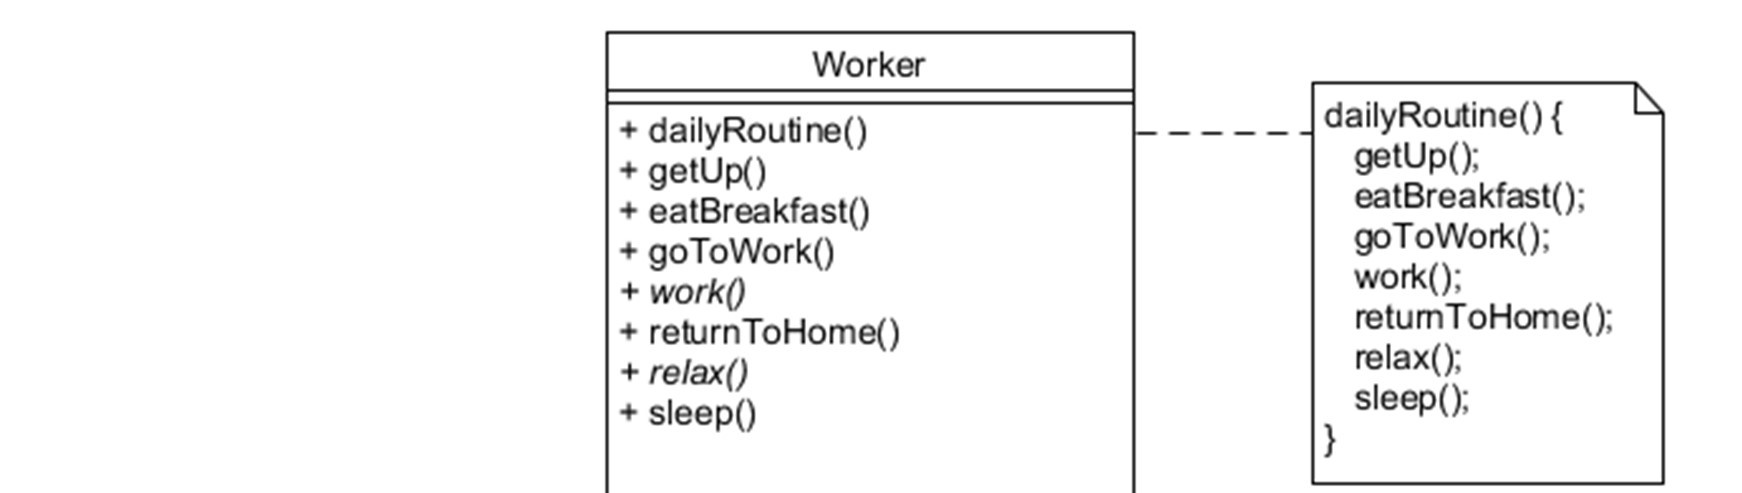 Worker
+ dailyRoutine()
+ getUp()
+ eatBreakfast()
+ goToWork()
+ work()
+ returnToHome()
+ relax()
+ sleep()
dailyRoutine() {
getUp();
eatBreakfast();
goToWork();
work();
returnToHome();
relax();
sleep();
}